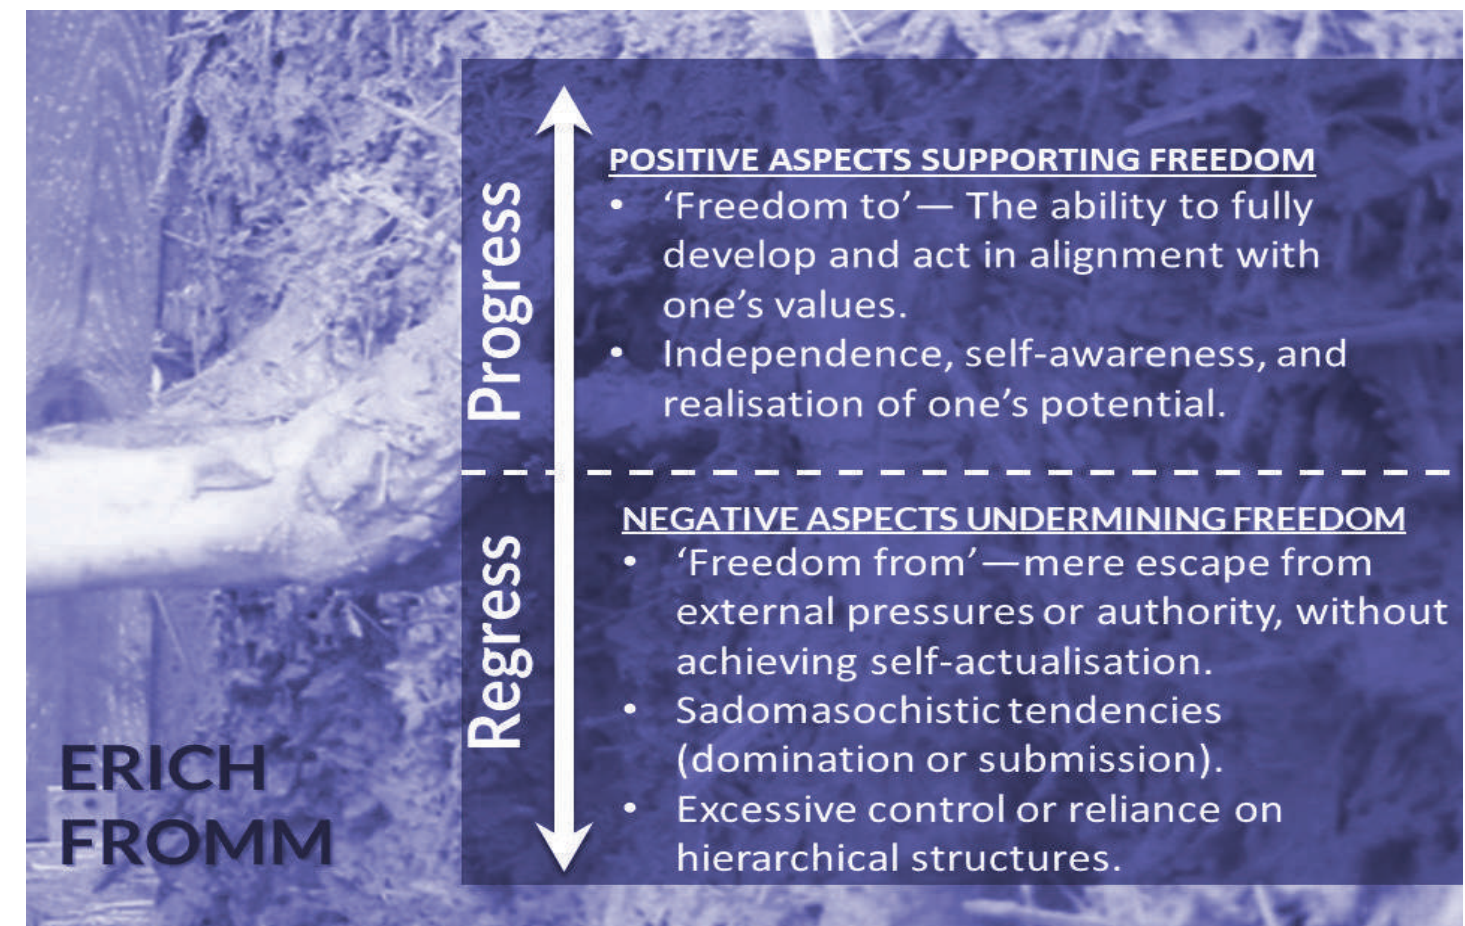 Progress
POSITIVE ASPECTS SUPPORTING FREEDOM
• ‘Freedom to’— The ability to fully
develop and act in alignment with
one’s values.
• Independence, self-awareness, and
realisation of one’s potential.
Regress
NEGATIVE ASPECTS UNDERMINING FREEDOM
• ‘Freedom from’—mere escape from
external pressures or authority, without
achieving self-actualisation.
• Sadomasochistic tendencies
(domination or submission).
• Excessive control or reliance on
hierarchical structures.
ERICH
FROMM